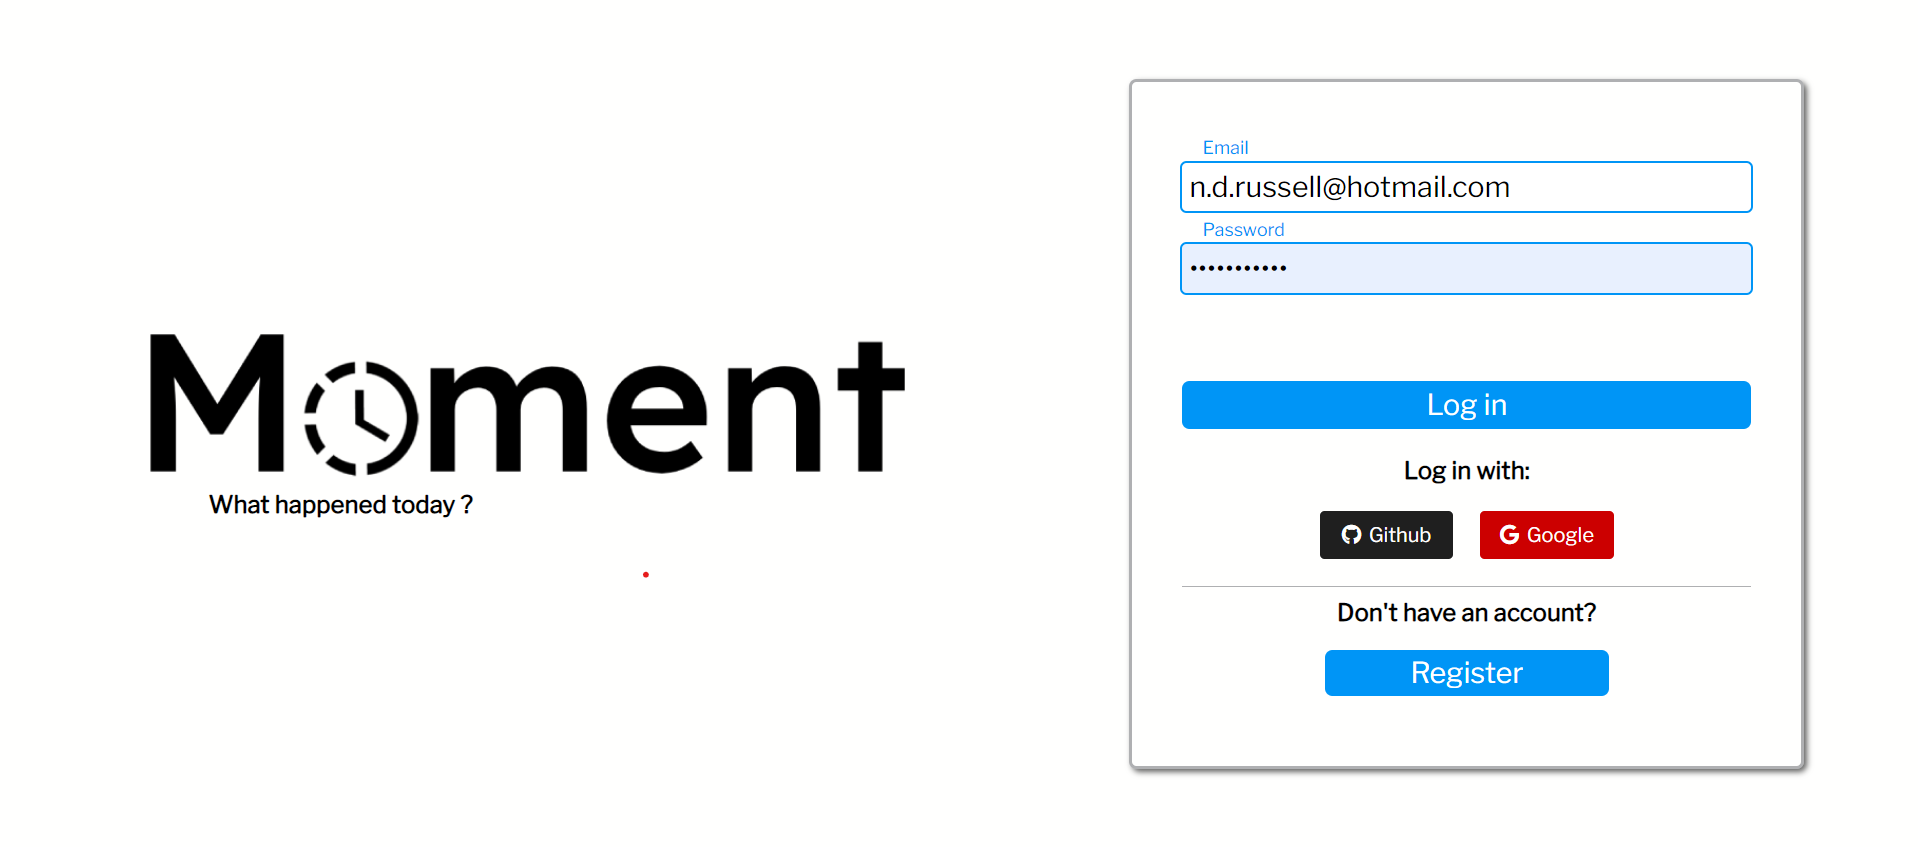 Moment
What happened today ?
Email
n.d.russell@hotmail.com
Password
•••••••••••
Log in
Log in with:
Github
Google
Don't have an account?
Register